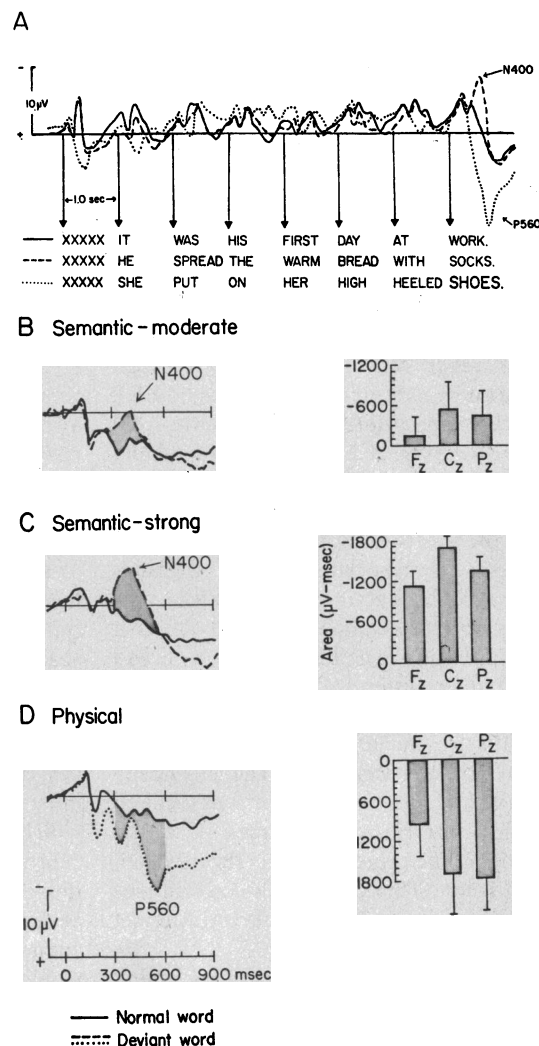 A
-
10 μV
+
N400
P560
1.0 sec
XXXXX IT WAS HIS FIRST DAY AT WORK.
XXXXX HE SPREAD THE WARM BREAD WITH SOCKS.
XXXXX SHE PUT ON HER HIGH HEELED SHOES.
B Semantic-moderate
N400
-1200
-600
0
Fz Cz Pz
C Semantic-strong
N400
Area (μV-msec)
-1800
-1200
-600
0
Fz Cz Pz
D Physical
Fz Cz Pz
0
600
1200
1800
P560
-
10 μV
+
0 300 600 900 msec
Normal word
Deviant word